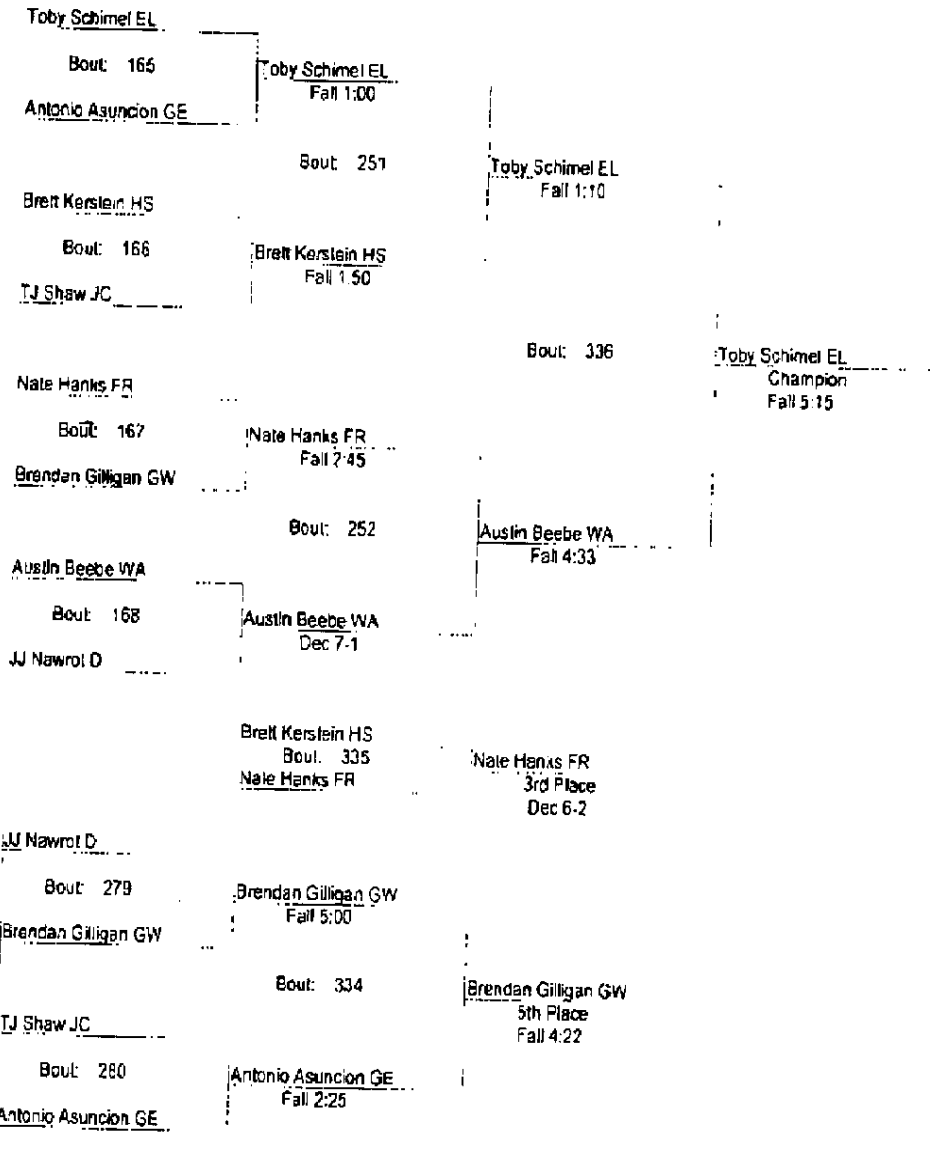 Toby Schimel EL
Bout: 165
Toby Schimel EL
Fall 1:00
Antonio Asuncion GE
Bout: 251
Toby Schimel EL
Fall 1:10
Brett Kerslein HS
Bout: 166
Brett Kerslein HS
Fall 1:50
TJ Shaw JC
Bout: 336
Toby Schimel EL
Champion
Fall 5:15
Nate Hanks FR
Bout: 167
Nate Hanks FR
Fall 2:45
Brendan Gilligan GW
Bout: 252
Austin Beebe WA
Fall 4:33
Austin Beebe WA
Bout: 168
Austin Beebe WA
Dec 7-1
JJ Nawrot D
Brett Kerslein HS
Bout: 335
Nate Hanks FR
Nate Hanks FR
3rd Place
Dec 6-2
JJ Nawrot D
Bout: 279
Brendan Gilligan GW
Fall 5:00
Brendan Gilligan GW
Bout: 334
Brendan Gilligan GW
5th Place
Fall 4:22
TJ Shaw JC
Bout: 280
Antonio Asuncion GE
Fall 2:25
Antonio Asuncion GE